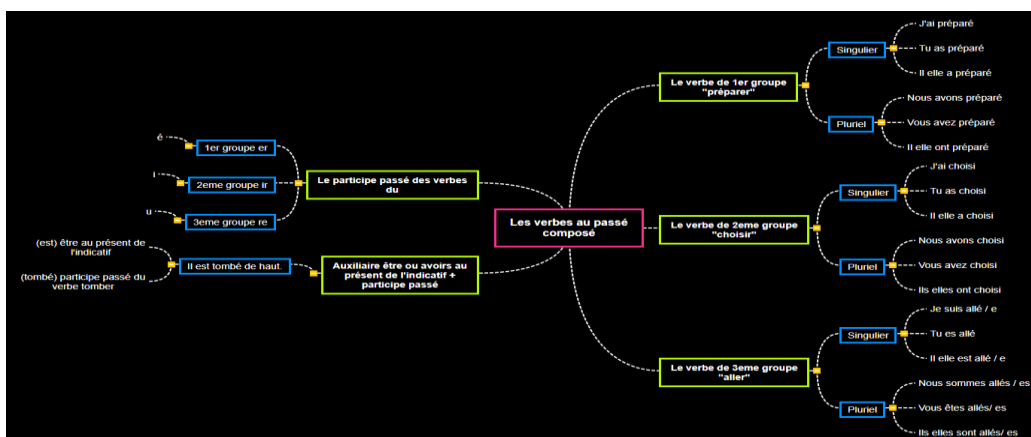 Les verbes au passé
composé
Le verbe de 1er groupe
"préparer"
Singulier
J'ai préparé
Tu as préparé
Il elle a préparé
Pluriel
Nous avons préparé
Vous avez préparé
Il elle ont préparé
Le verbe de 2eme groupe
"choisir"
Singulier
J'ai choisi
Tu as choisi
Il elle a choisi
Pluriel
Nous avons choisi
Vous avez choisi
Ils elles ont choisi
Le verbe de 3eme groupe
"aller"
Singulier
Je suis allé / e
Tu es allé
Il elle est allé / e
Pluriel
Nous sommes allés / es
Vous êtes allés/ es
Ils elles sont allés/ es
Le participe passé des verbes
du
1er groupe er
é
2eme groupe ir
i
3eme groupe re
u
Auxiliaire être ou avoirs au
présent de l'indicatif +
participe passé
Il est tombé de haut.
(est) être au présent de
l'indicatif
(tombé) participe passé du
verbe tomber